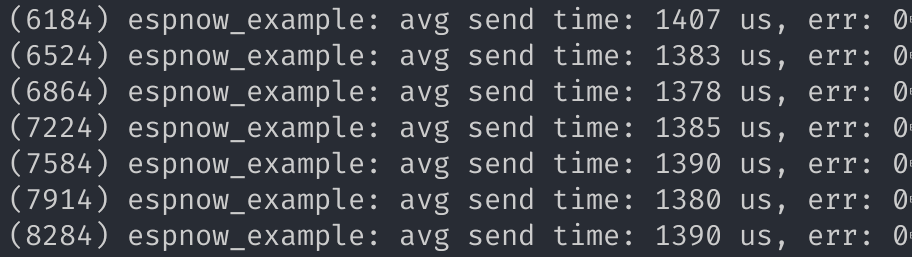 (6184) espnow_example: avg send time: 1407 us, err: 0
(6524) espnow_example: avg send time: 1383 us, err: 0
(6864) espnow_example: avg send time: 1378 us, err: 0
(7224) espnow_example: avg send time: 1385 us, err: 0
(7584) espnow_example: avg send time: 1390 us, err: 0
(7914) espnow_example: avg send time: 1380 us, err: 0
(8284) espnow_example: avg send time: 1390 us, err: 0